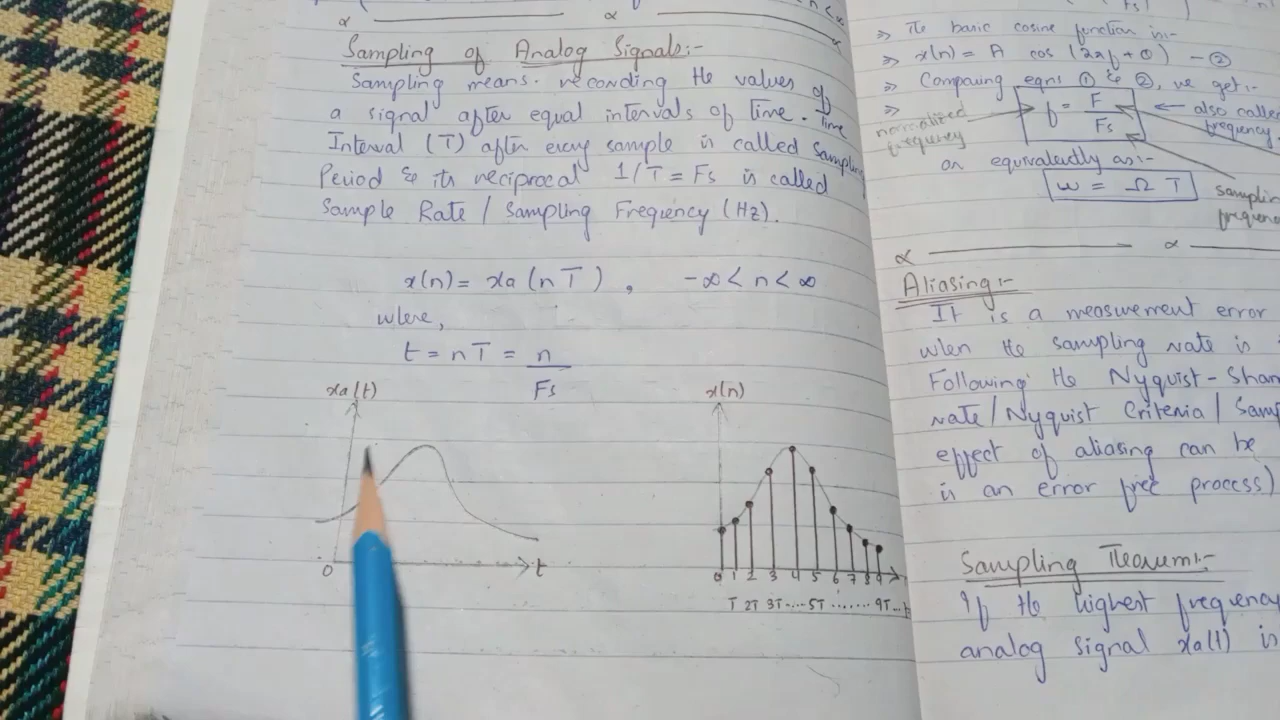 α α n < ∞
Sampling of Analog Signals:-
Sampling means recording the values of
a signal after equal intervals of time. Time
Interval (T) after every sample is called Sampling
Period & its reciprocal 1/T = Fs is called
Sample Rate / Sampling Frequency (Hz).
x(n) = xa (nT) , -∞ < n < ∞
where,
t = nT = n
Fs
xa(t)
0
t
x(n)
0 1 2 3 4 5 6 7 8 9
T 2T 3T .... 5T ....... 9T ...
Fs
⇒ The basic cosine function is:-
⇒ x(n) = A cos (2πf + θ) - ②
⇒ Comparing eqns ① & ②, we get:-
⇒ f = F
Fs
normalized
frequency
← also called
frequency
or equivalently as:-
ω = Ω T
sampling
frequency
α α
Aliasing:-
It is a measurement error
when the sampling rate is
Following the Nyquist-Shan
rate/Nyquist Criteria/Samp
effect of aliasing can be
is an error free process)
Sampling Theorem:-
If the highest frequency
analog signal xa(t) is